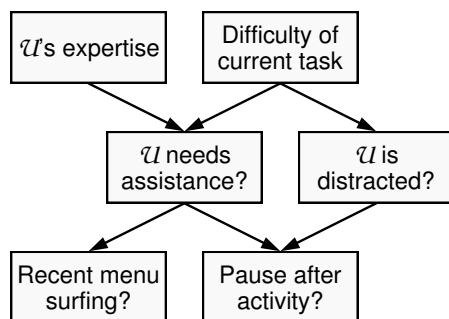 𝒰's expertise
Difficulty of
current task
𝒰 needs
assistance?
𝒰 is
distracted?
Recent menu
surfing?
Pause after
activity?